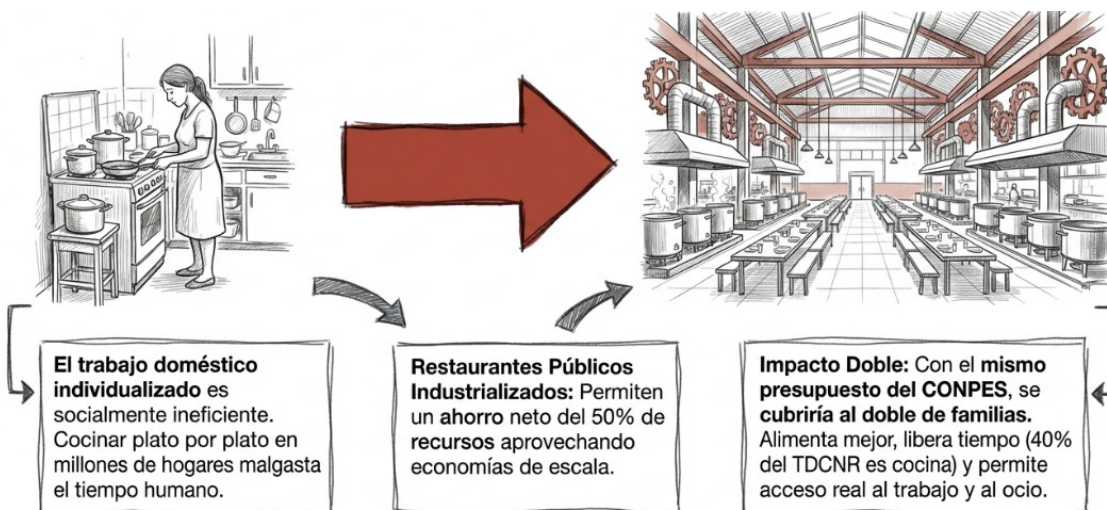 El trabajo doméstico
individualizado es
socialmente ineficiente.
Cocinar plato por plato en
millones de hogares malgasta
el tiempo humano.
Restaurantes Públicos
Industrializados: Permiten
un ahorro neto del 50% de
recursos aprovechando
economías de escala.
Impacto Doble: Con el mismo
presupuesto del CONPES, se
cubriría al doble de familias.
Alimenta mejor, libera tiempo (40%
del TDCNR es cocina) y permite
acceso real al trabajo y al ocio.